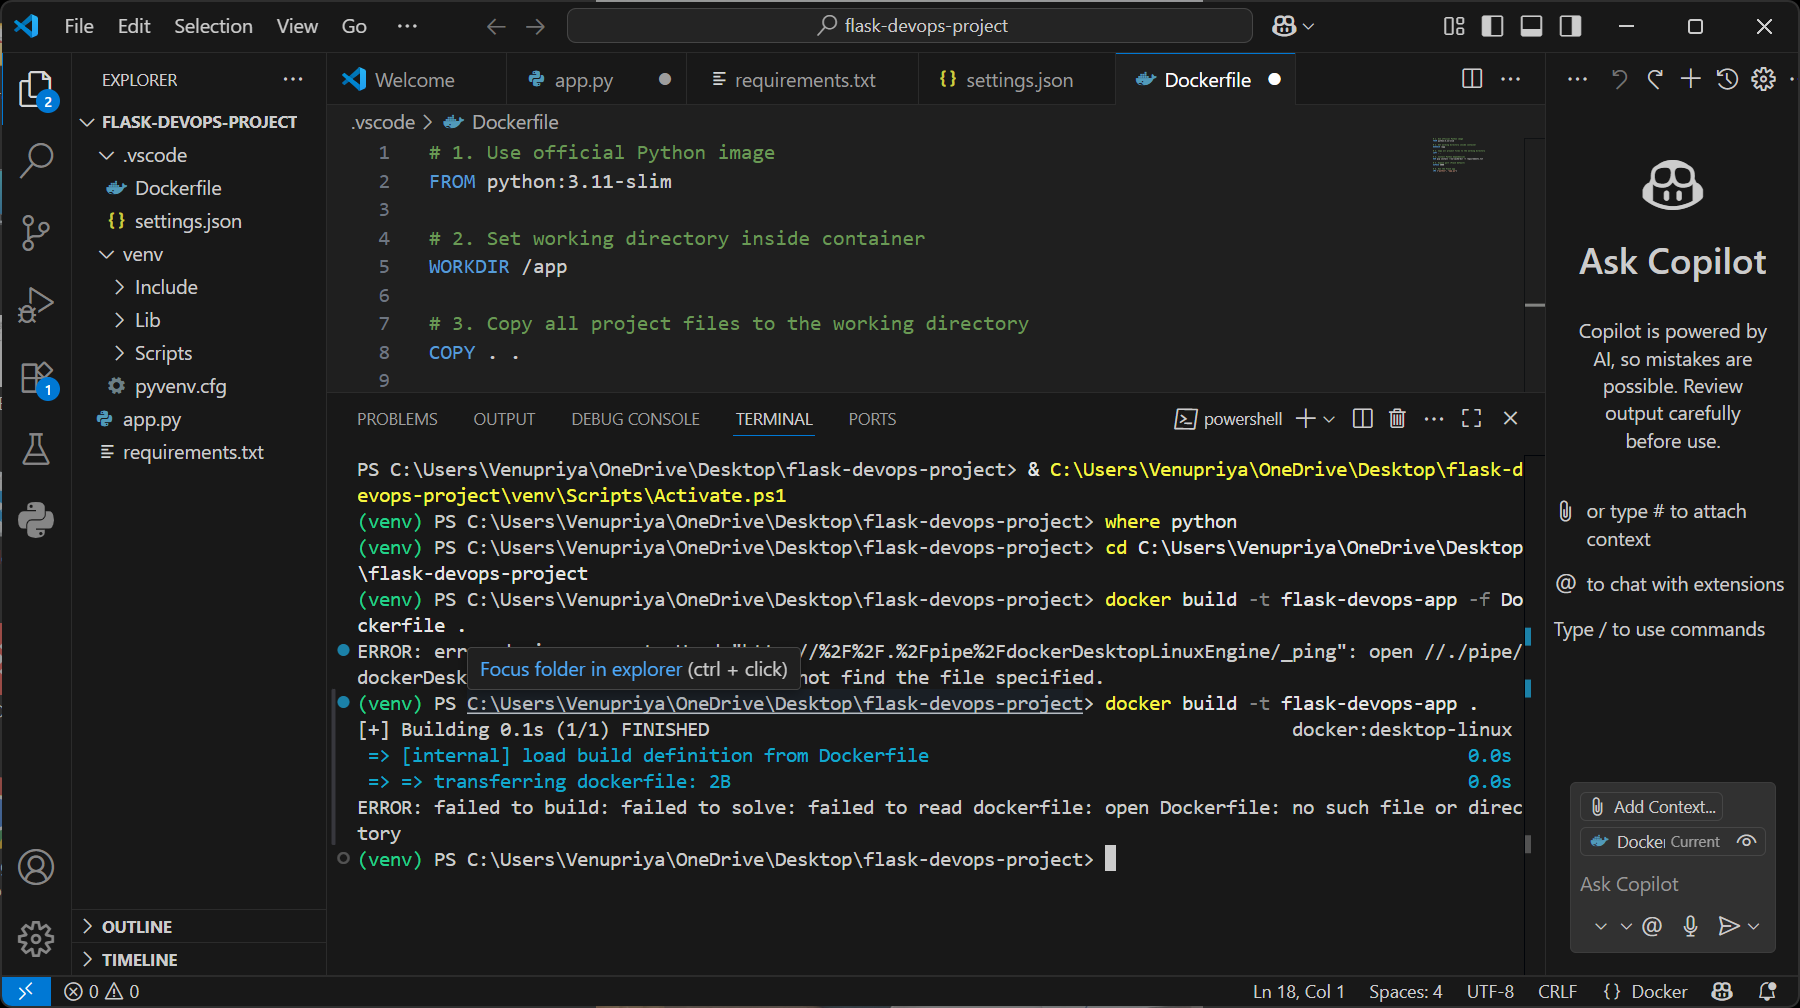 File Edit Selection View Go ···
flask-devops-project
EXPLORER
2
FLASK-DEVOPS-PROJECT
.vscode
Dockerfile
{} settings.json
venv
Include
Lib
Scripts
pyvenv.cfg
app.py
requirements.txt
1
OUTLINE
TIMELINE
Welcome
app.py
requirements.txt
{} settings.json
Dockerfile
.vscode > Dockerfile
1 # 1. Use official Python image
2 FROM python:3.11-slim
3
4 # 2. Set working directory inside container
5 WORKDIR /app
6
7 # 3. Copy all project files to the working directory
8 COPY . .
9
PROBLEMS OUTPUT DEBUG CONSOLE TERMINAL PORTS
powershell
PS C:\Users\Venupriya\OneDrive\Desktop\flask-devops-project> & C:\Users\Venupriya\OneDrive\Desktop\flask-d
evops-project\venv\Scripts\Activate.ps1
(venv) PS C:\Users\Venupriya\OneDrive\Desktop\flask-devops-project> where python
(venv) PS C:\Users\Venupriya\OneDrive\Desktop\flask-devops-project> cd C:\Users\Venupriya\OneDrive\Desktop
\flask-devops-project
(venv) PS C:\Users\Venupriya\OneDrive\Desktop\flask-devops-project> docker build -t flask-devops-app -f Do
ckerfile .
ERROR: err //%2F%2F.%2Fpipe%2FdockerDesktopLinuxEngine/_ping": open //./pipe/
dockerDesk not find the file specified.
Focus folder in explorer (ctrl + click)
(venv) PS C:\Users\Venupriya\OneDrive\Desktop\flask-devops-project> docker build -t flask-devops-app .
[+] Building 0.1s (1/1) FINISHED docker:desktop-linux
=> [internal] load build definition from Dockerfile 0.0s
=> => transferring dockerfile: 2B 0.0s
ERROR: failed to build: failed to solve: failed to read dockerfile: open Dockerfile: no such file or direc
tory
(venv) PS C:\Users\Venupriya\OneDrive\Desktop\flask-devops-project>
Ask Copilot
Copilot is powered by
AI, so mistakes are
possible. Review
output carefully
before use.
or type # to attach
context
@ to chat with extensions
Type / to use commands
Add Context...
Docker Current
Ask Copilot
@
0 0
Ln 18, Col 1 Spaces: 4 UTF-8 CRLF {} Docker